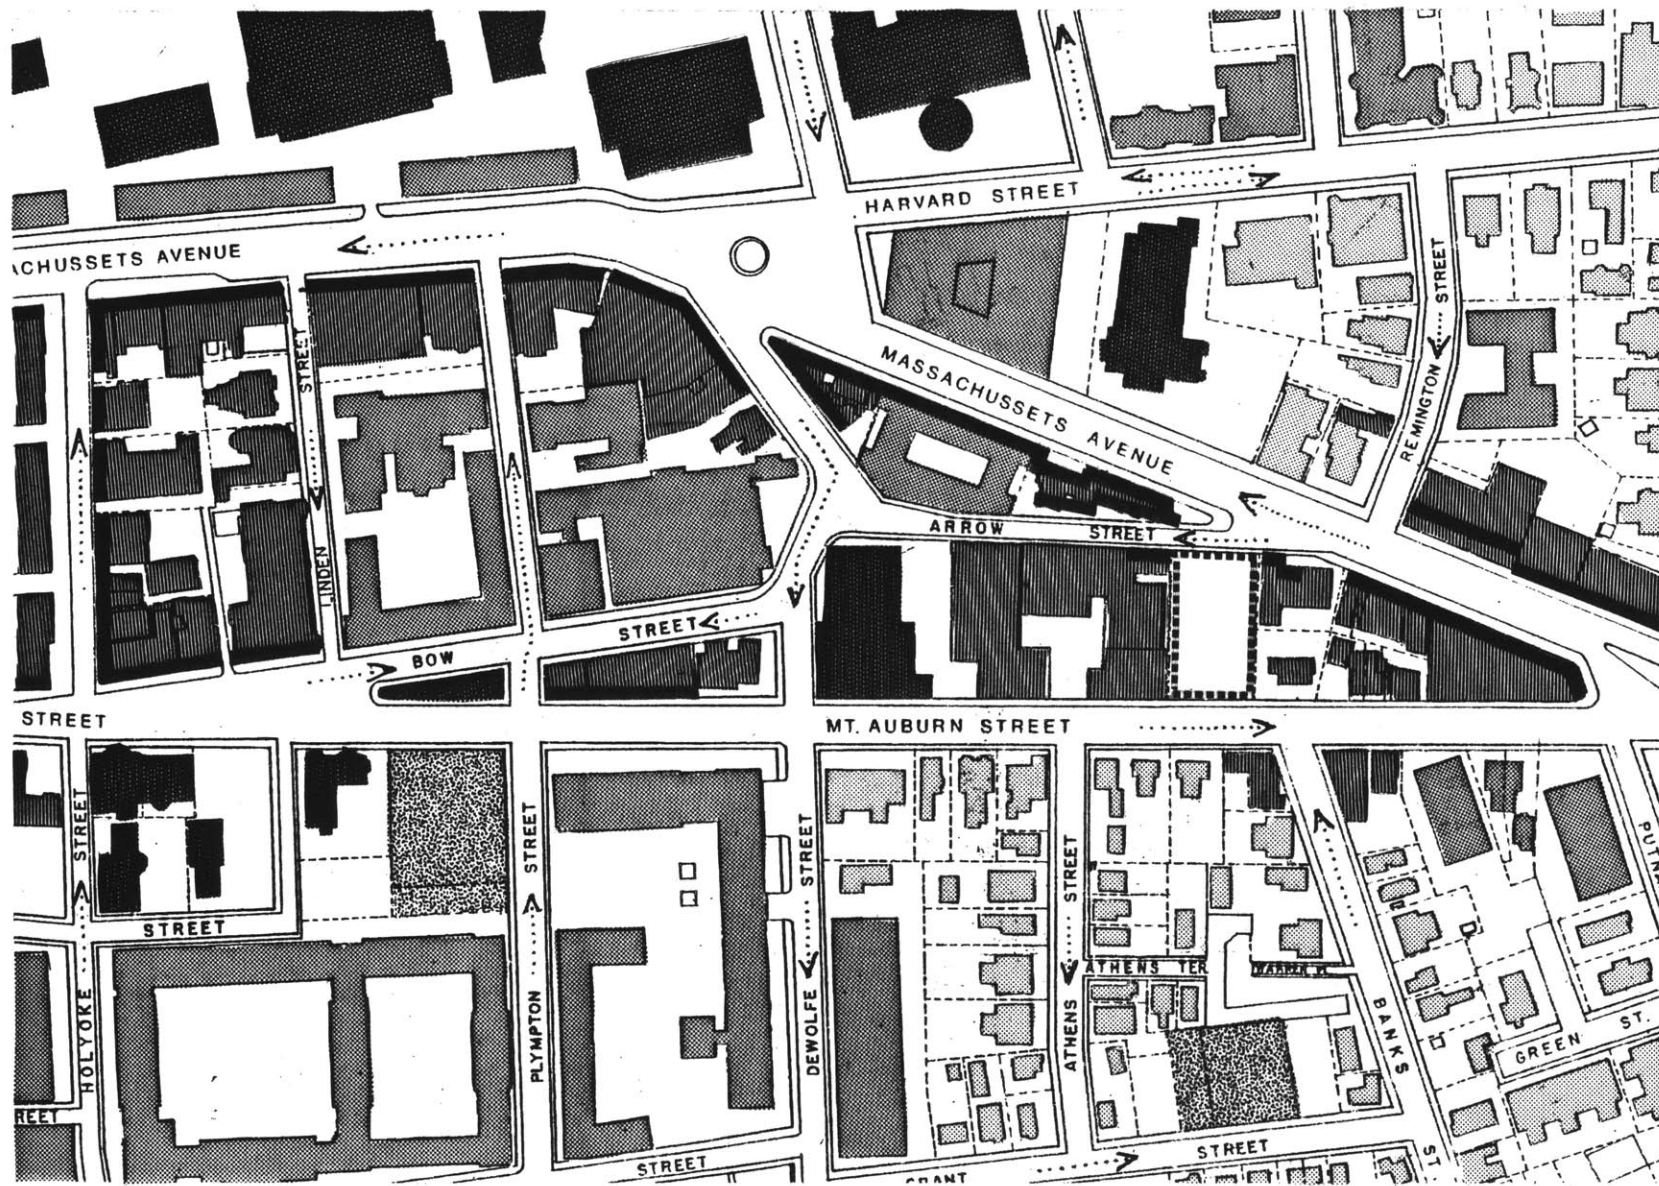 HARVARD STREET
ACHUSSETS AVENUE
STREET
STREET
MASSACHUSSETS AVENUE
REMINGTON
ARROW STREET
LINDEN
STREET
BOW
STREET
MT. AUBURN STREET
STREET
STREET
STREET
STREET
PUTN
STREET
ATHENS TER
HOLYOKE
PLYMPTON
DEWOLFE
ATHENS
BANKS
GREEN ST.
REET
STREET
STREET
ST
GRANT